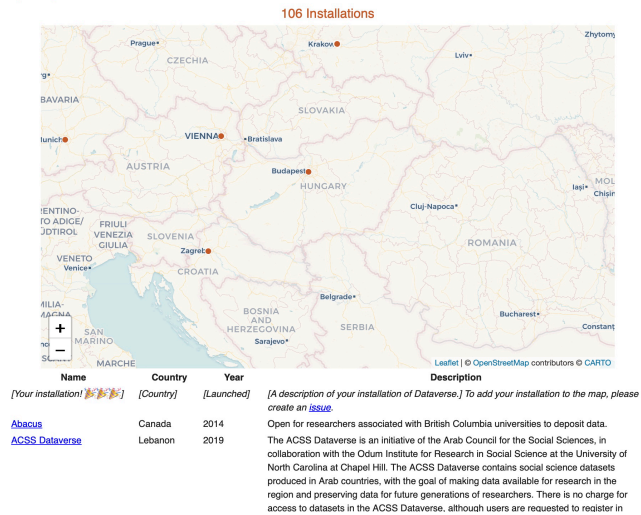 106 Installations
Prague
Krakow
Zhytomy
CZECHIA
Lviv
BAVARIA
SLOVAKIA
VIENNA
Bratislava
AUSTRIA
Budapest
HUNGARY
Cluj-Napoca
Iași
MOL
Chișin
RENTINO-
TO ADIGE/
ÜDTIROL
FRIULI
VENEZIA
GIULIA
SLOVENIA
ROMANIA
Zagreb
VENETO
Venice
CROATIA
Belgrade
MILIA-
MAGNA
BOSNIA
AND
HERZEGOVINA
Bucharest
+
−
SAN
MARINO
Sarajevo
SERBIA
Constanț
MARCHE
Leaflet | © OpenStreetMap contributors © CARTO
Name Country Year Description
[Your installation! 🎉🎉🎉] [Country] [Launched] [A description of your installation of Dataverse.] To add your installation to the map, please
create an issue.
Abacus Canada 2014 Open for researchers associated with British Columbia universities to deposit data.
ACSS Dataverse Lebanon 2019 The ACSS Dataverse is an initiative of the Arab Council for the Social Sciences, in
collaboration with the Odum Institute for Research in Social Science at the University of
North Carolina at Chapel Hill. The ACSS Dataverse contains social science datasets
produced in Arab countries, with the goal of making data available for research in the
region and preserving data for future generations of researchers. There is no charge for
access to datasets in the ACSS Dataverse, although users are requested to register in